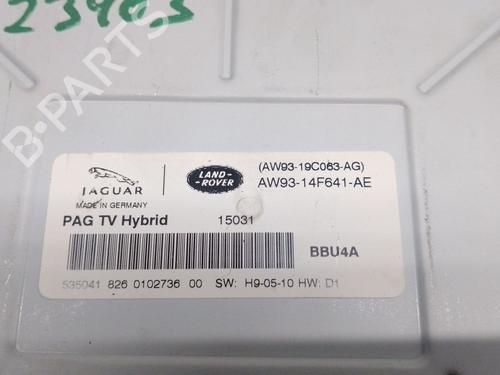 23983
JAGUAR
LAND-
ROVER
(AW93-19C063-AG)
AW93-14F641-AE
MADE IN GERMANY
PAG TV Hybrid 15031
BBU4A
535041 826 0102736 00 SW: H9-05-10 HW: D1
B-PARTS